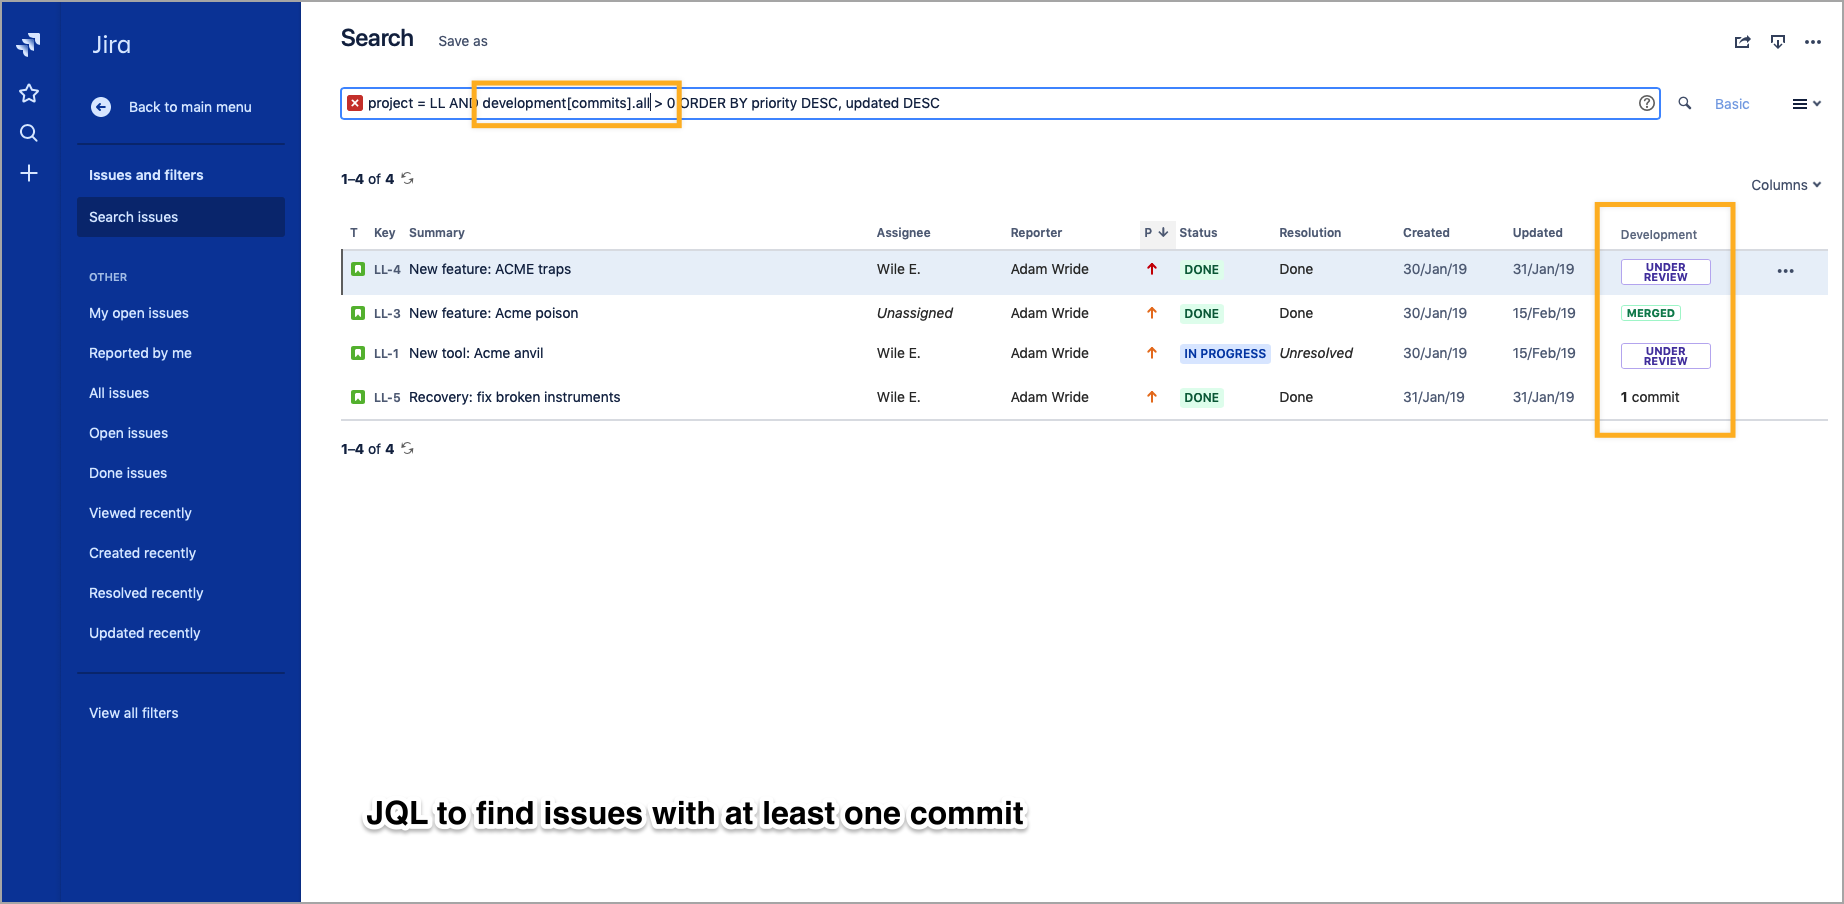 Jira
Back to main menu
Issues and filters
Search issues
OTHER
My open issues
Reported by me
All issues
Open issues
Done issues
Viewed recently
Created recently
Resolved recently
Updated recently
View all filters
Search Save as
project = LL AND development[commits].all > 0 ORDER BY priority DESC, updated DESC
Basic
1–4 of 4
Columns
T Key Summary Assignee Reporter P Status Resolution Created Updated Development
LL-4 New feature: ACME traps Wile E. Adam Wride DONE Done 30/Jan/19 31/Jan/19 UNDER REVIEW
LL-3 New feature: Acme poison Unassigned Adam Wride DONE Done 30/Jan/19 15/Feb/19 MERGED
LL-1 New tool: Acme anvil Wile E. Adam Wride IN PROGRESS Unresolved 30/Jan/19 15/Feb/19 UNDER REVIEW
LL-5 Recovery: fix broken instruments Wile E. Adam Wride DONE Done 31/Jan/19 31/Jan/19 1 commit
1–4 of 4
JQL to find issues with at least one commit